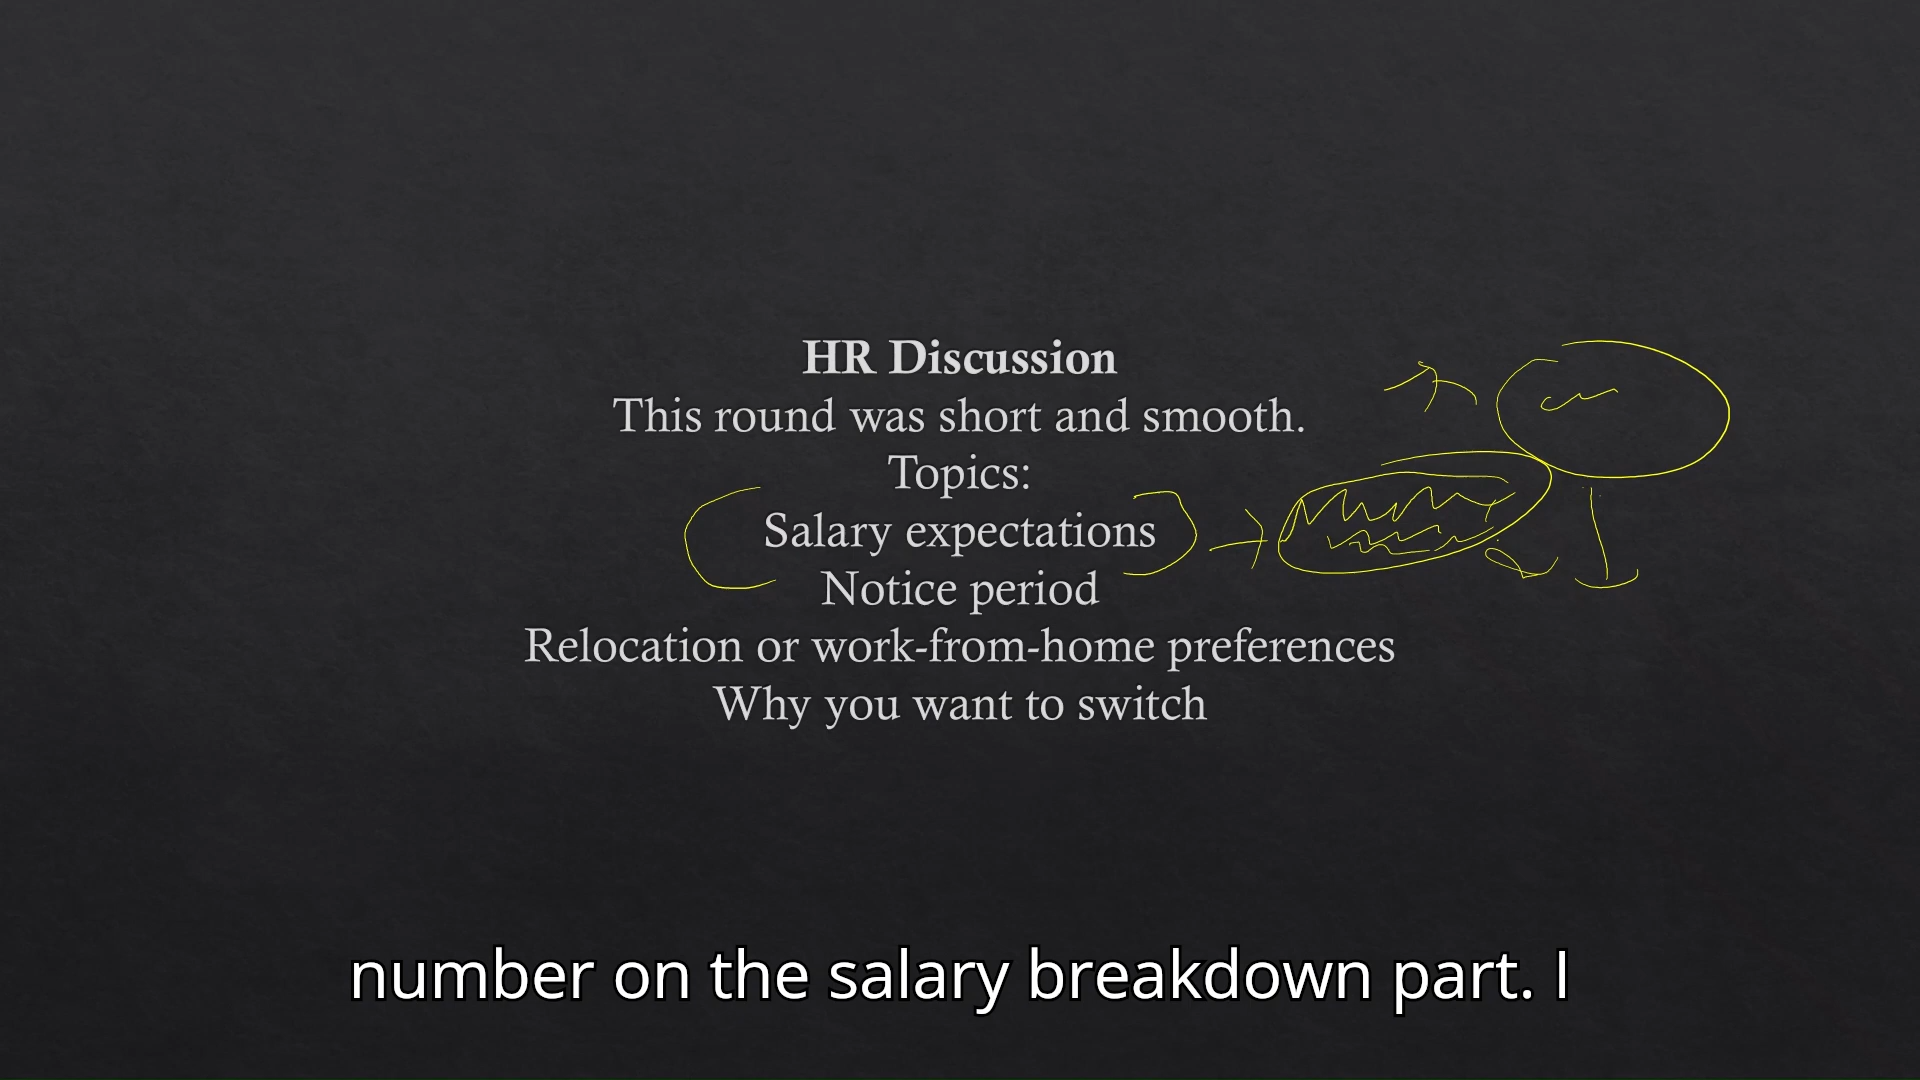 HR Discussion
This round was short and smooth.
Topics:
Salary expectations
Notice period
Relocation or work-from-home preferences
Why you want to switch
number on the salary breakdown part. I